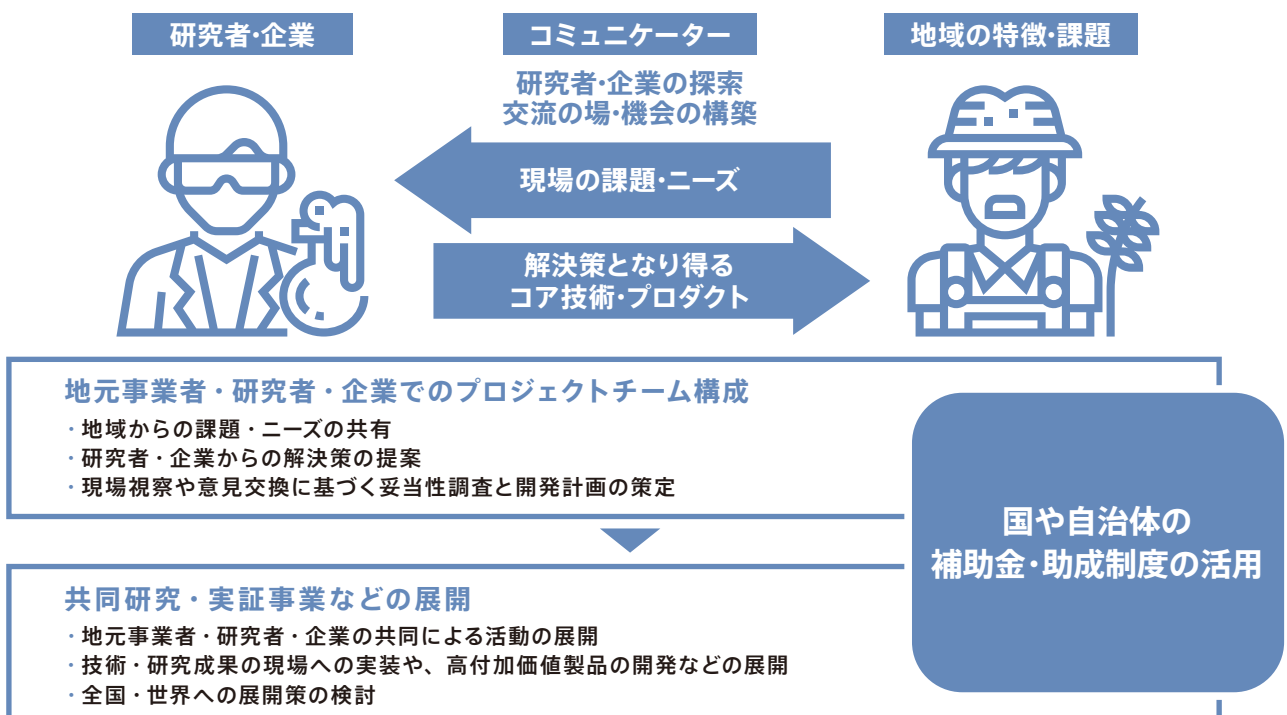 研究者・企業
コミュニケーター
地域の特徴・課題
研究者・企業の探索
交流の場・機会の構築
現場の課題・ニーズ
解決策となり得る
コア技術・プロダクト
地元事業者・研究者・企業でのプロジェクトチーム構成
・地域からの課題・ニーズの共有
・研究者・企業からの解決策の提案
・現場視察や意見交換に基づく妥当性調査と開発計画の策定
国や自治体の
補助金・助成制度の活用
共同研究・実証事業などの展開
・地元事業者・研究者・企業の共同による活動の展開
・技術・研究成果の現場への実装や、高付加価値製品の開発などの展開
・全国・世界への展開策の検討